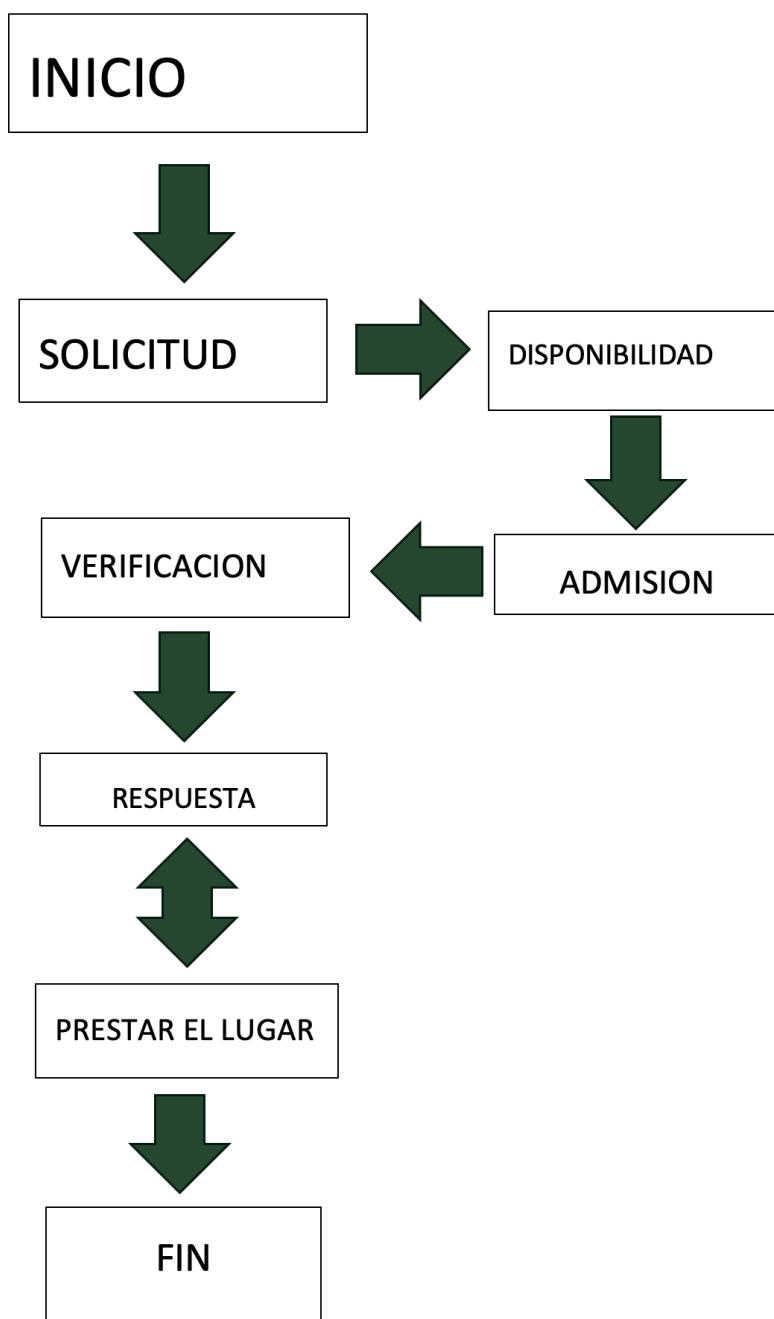 INICIO
SOLICITUD
DISPONIBILIDAD
ADMISION
VERIFICACION
RESPUESTA
PRESTAR EL LUGAR
FIN